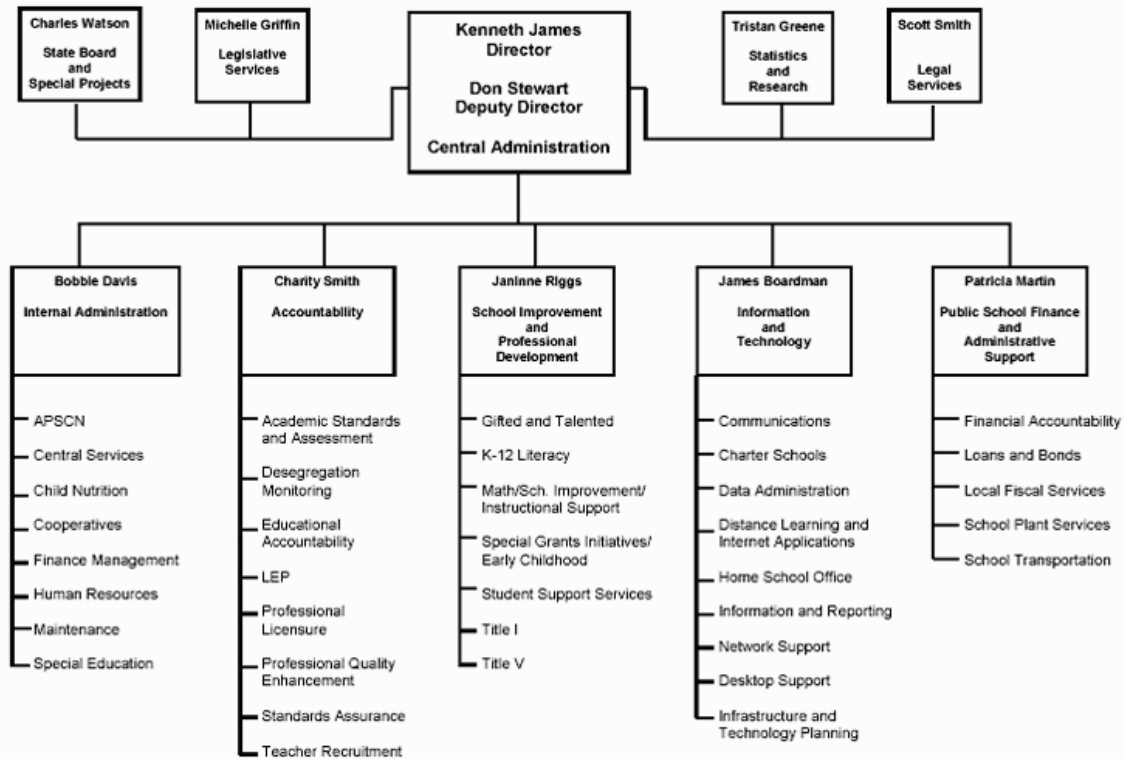 Charles Watson
State Board
and
Special Projects
Michelle Griffin
Legislative
Services
Kenneth James
Director
Don Stewart
Deputy Director
Central Administration
Tristan Greene
Statistics
and
Research
Scott Smith
Legal
Services
Bobbie Davis
Internal Administration
APSCN
Central Services
Child Nutrition
Cooperatives
Finance Management
Human Resources
Maintenance
Special Education
Charity Smith
Accountability
Academic Standards
and Assessment
Desegregation
Monitoring
Educational
Accountability
LEP
Professional
Licensure
Professional Quality
Enhancement
Standards Assurance
Teacher Recruitment
Janinne Riggs
School Improvement
and
Professional
Development
Gifted and Talented
K-12 Literacy
Math/Sch. Improvement/
Instructional Support
Special Grants Initiatives/
Early Childhood
Student Support Services
Title I
Title V
James Boardman
Information
and
Technology
Communications
Charter Schools
Data Administration
Distance Learning and
Internet Applications
Home School Office
Information and Reporting
Network Support
Desktop Support
Infrastructure and
Technology Planning
Patricia Martin
Public School Finance
and
Administrative
Support
Financial Accountability
Loans and Bonds
Local Fiscal Services
School Plant Services
School Transportation